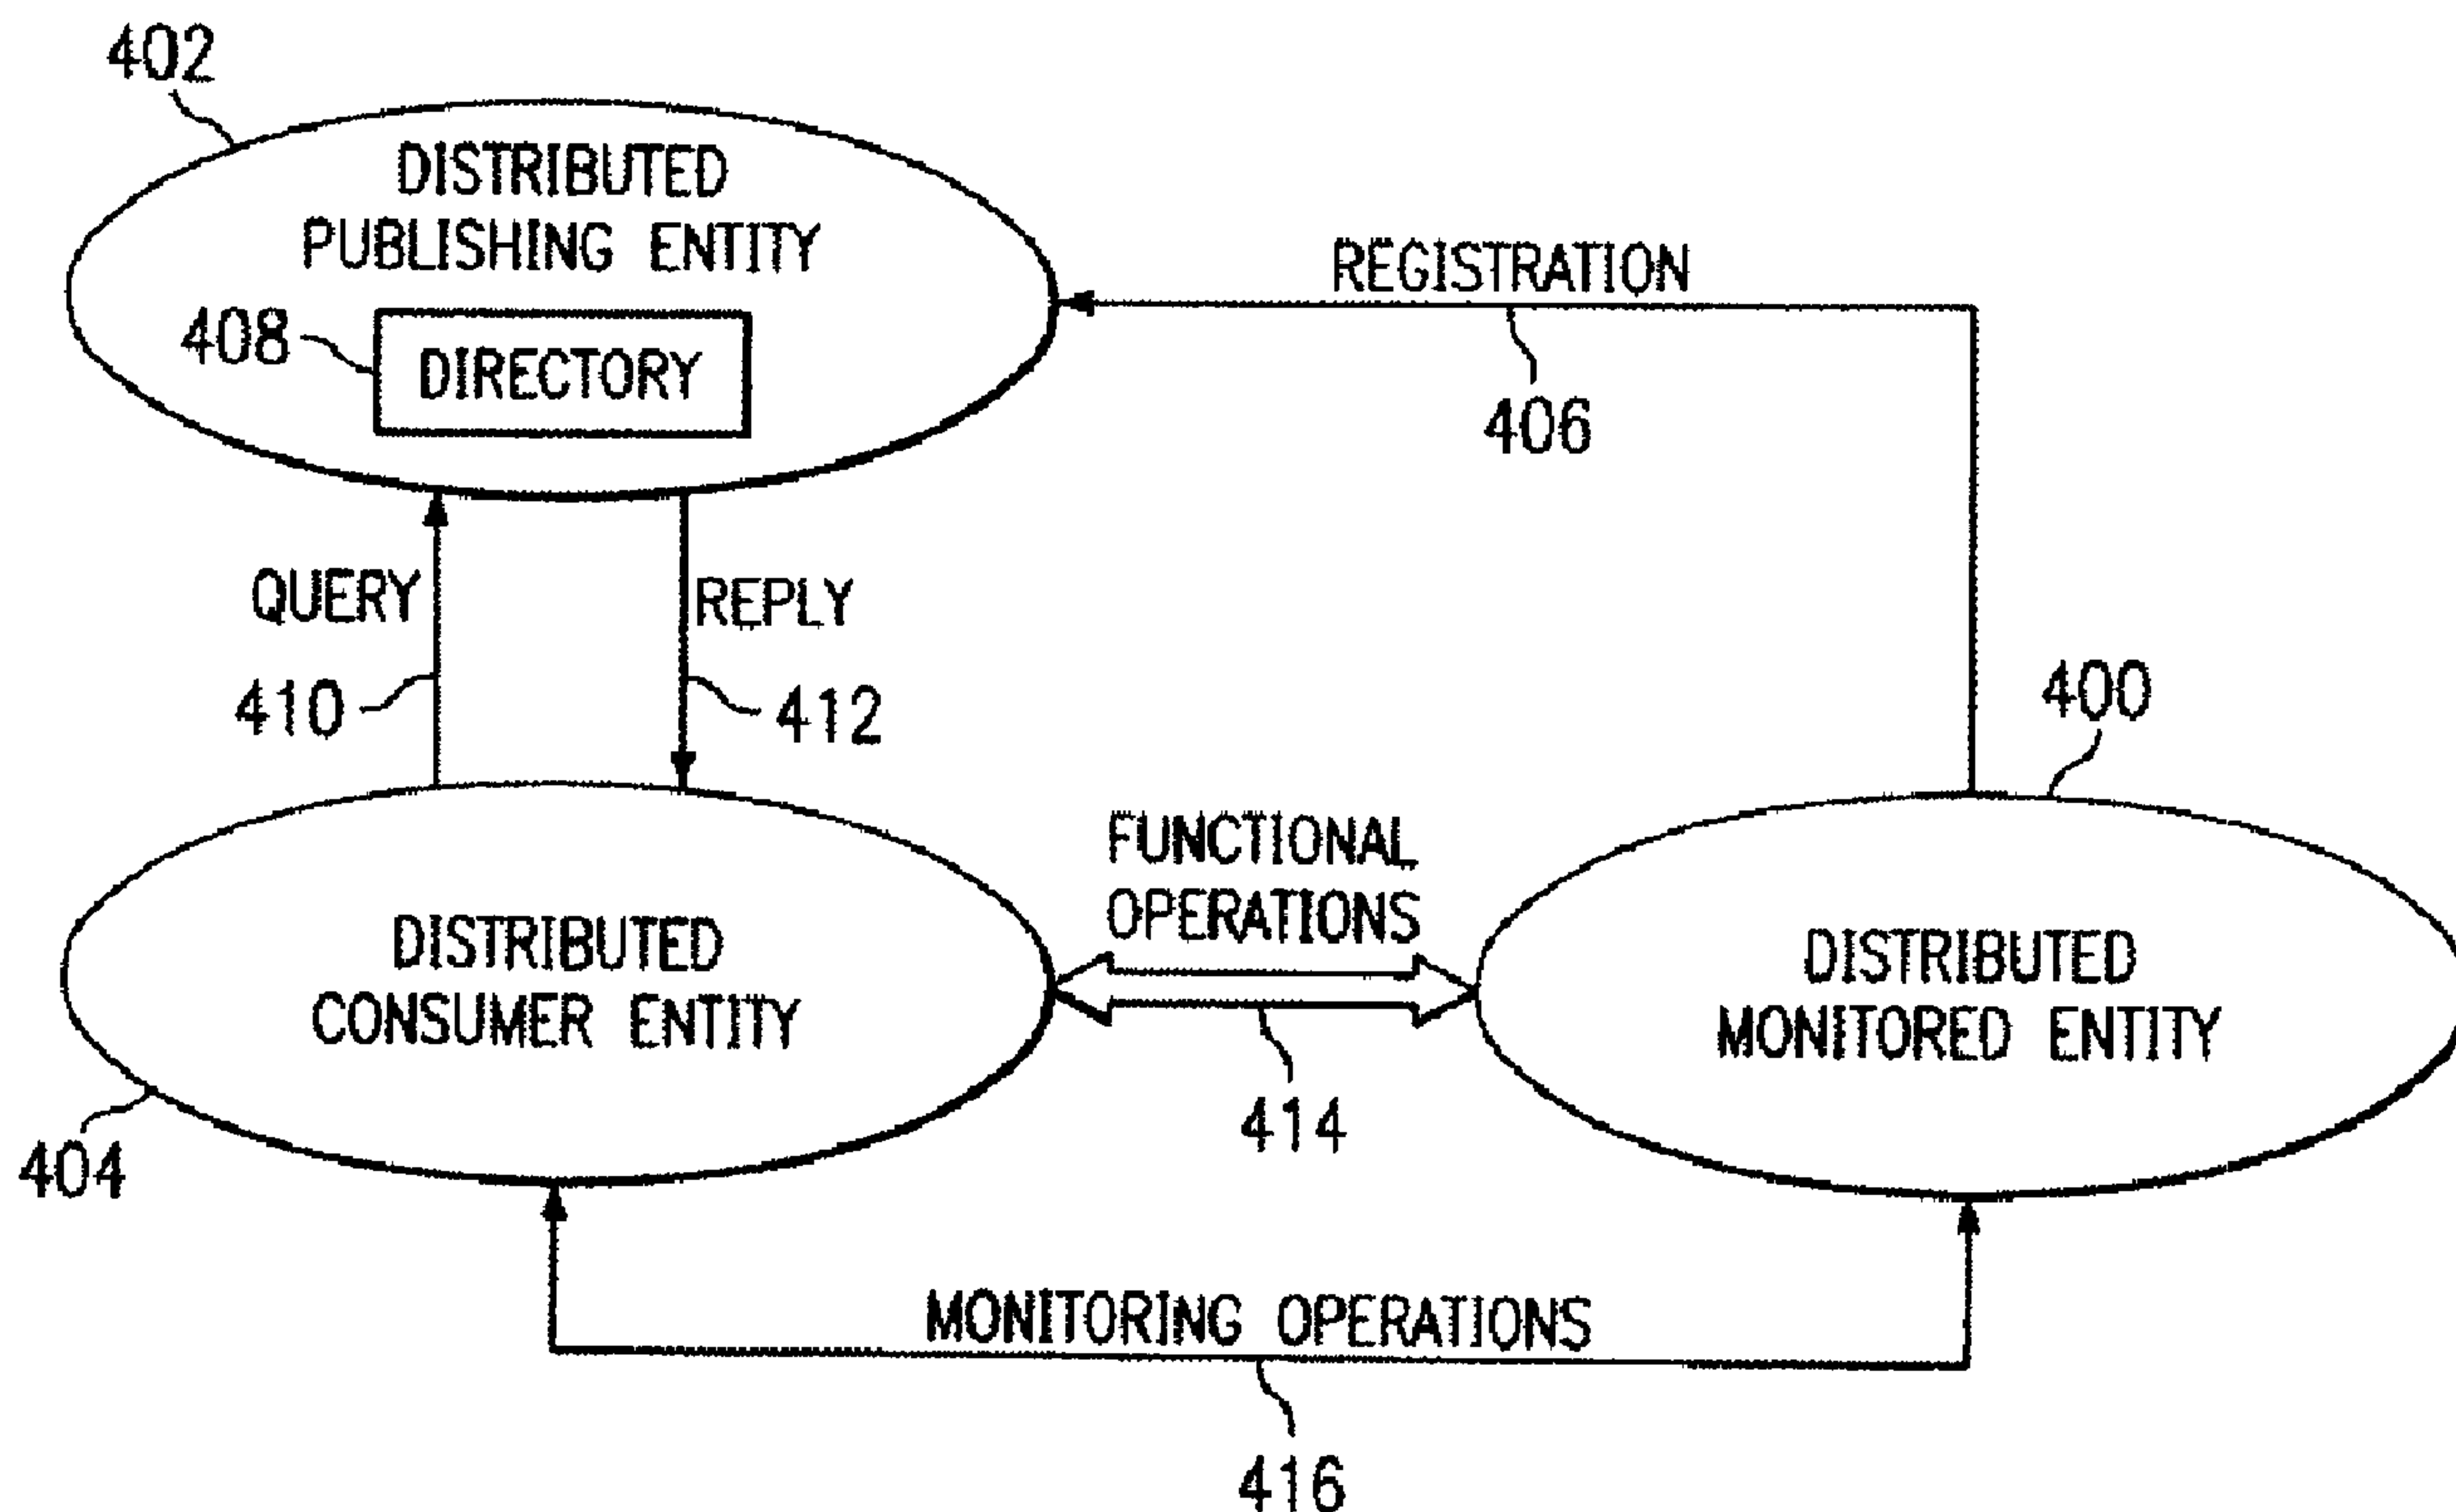 402
DISTRIBUTED
PUBLISHING ENTITY
408
DIRECTORY
REGISTRATION
406
QUERY
REPLY
410
412
400
FUNCTIONAL
OPERATIONS
DISTRIBUTED
CONSUMER ENTITY
DISTRIBUTED
MONITORED ENTITY
414
404
MONITORING OPERATIONS
416